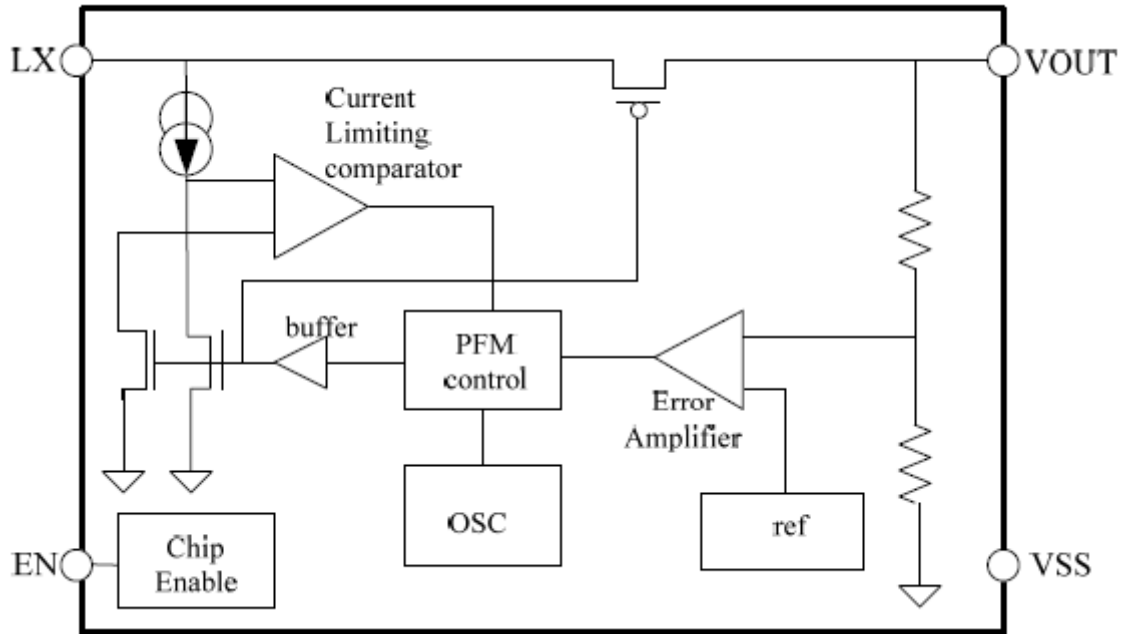 LX
VOUT
Current
Limiting
comparator
buffer
PFM
control
Error
Amplifier
OSC
ref
EN
Chip
Enable
VSS